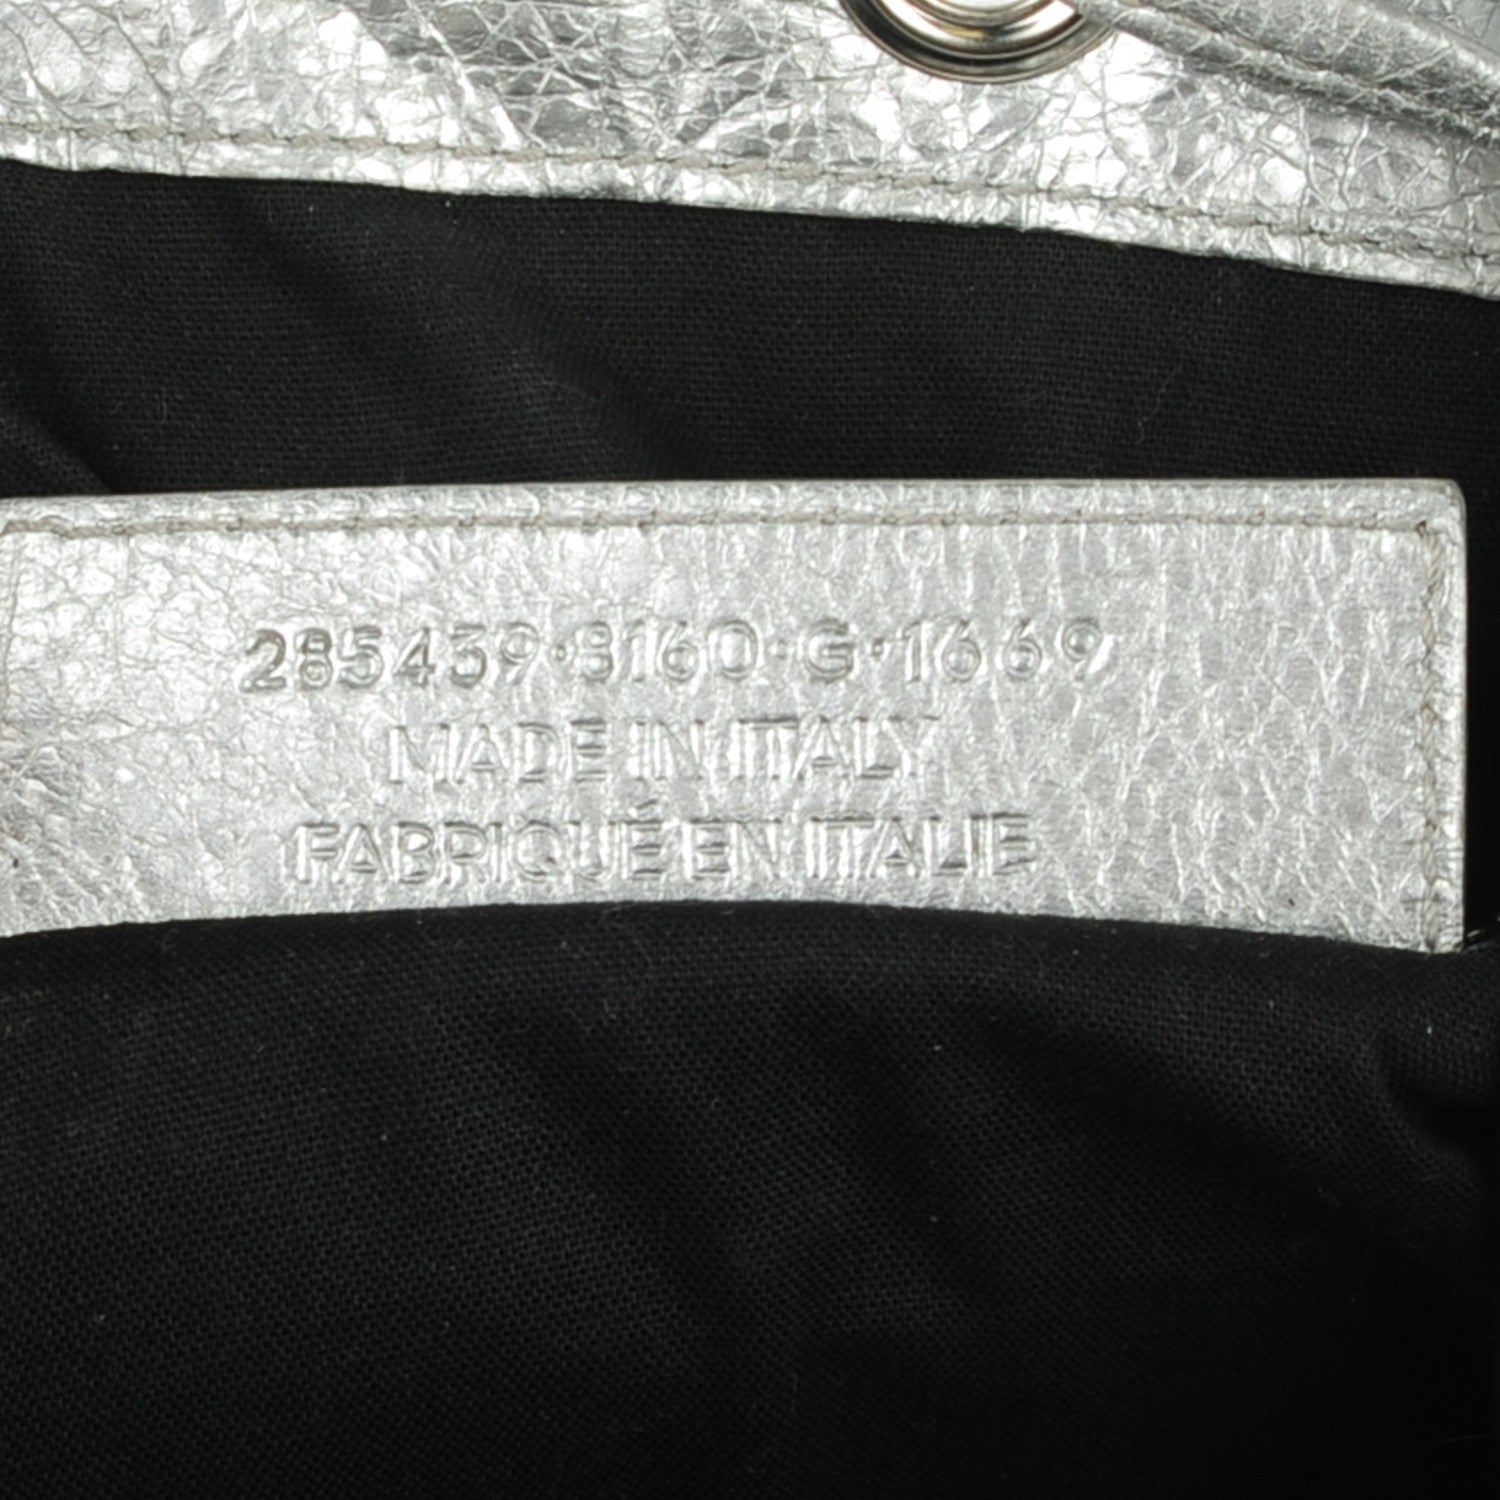 285439·8160·G·1669
MADE IN ITALY
FABRIQUÉ EN ITALIE